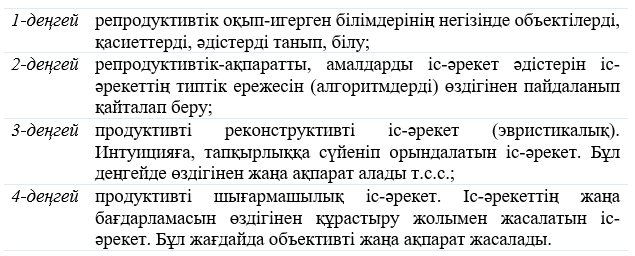 1-деңгей репродуктивтік оқып-игерген білімдерінің негізінде объектілерді,
қасиеттерді, әдістерді танып, білу;
2-деңгей репродуктивтік-ақпаратты, амалдарды іс-әрекет әдістерін іс-
әрекеттің типтік ережесін (алгоритмдерді) өздігінен пайдаланып
қайталап беру;
3-деңгей продуктивті реконструктивті іс-әрекет (эвристикалық).
Интуицияға, тапқырлыққа сүйеніп орындалатын іс-әрекет. Бұл
деңгейде өздігінен жаңа ақпарат алады т.с.с.;
4-деңгей продуктивті шығармашылық іс-әрекет. Іс-әрекеттің жаңа
бағдарламасын өздігінен құрастыру жолымен жасалатын іс-
әрекет. Бұл жағдайда объективті жаңа ақпарат жасалады.